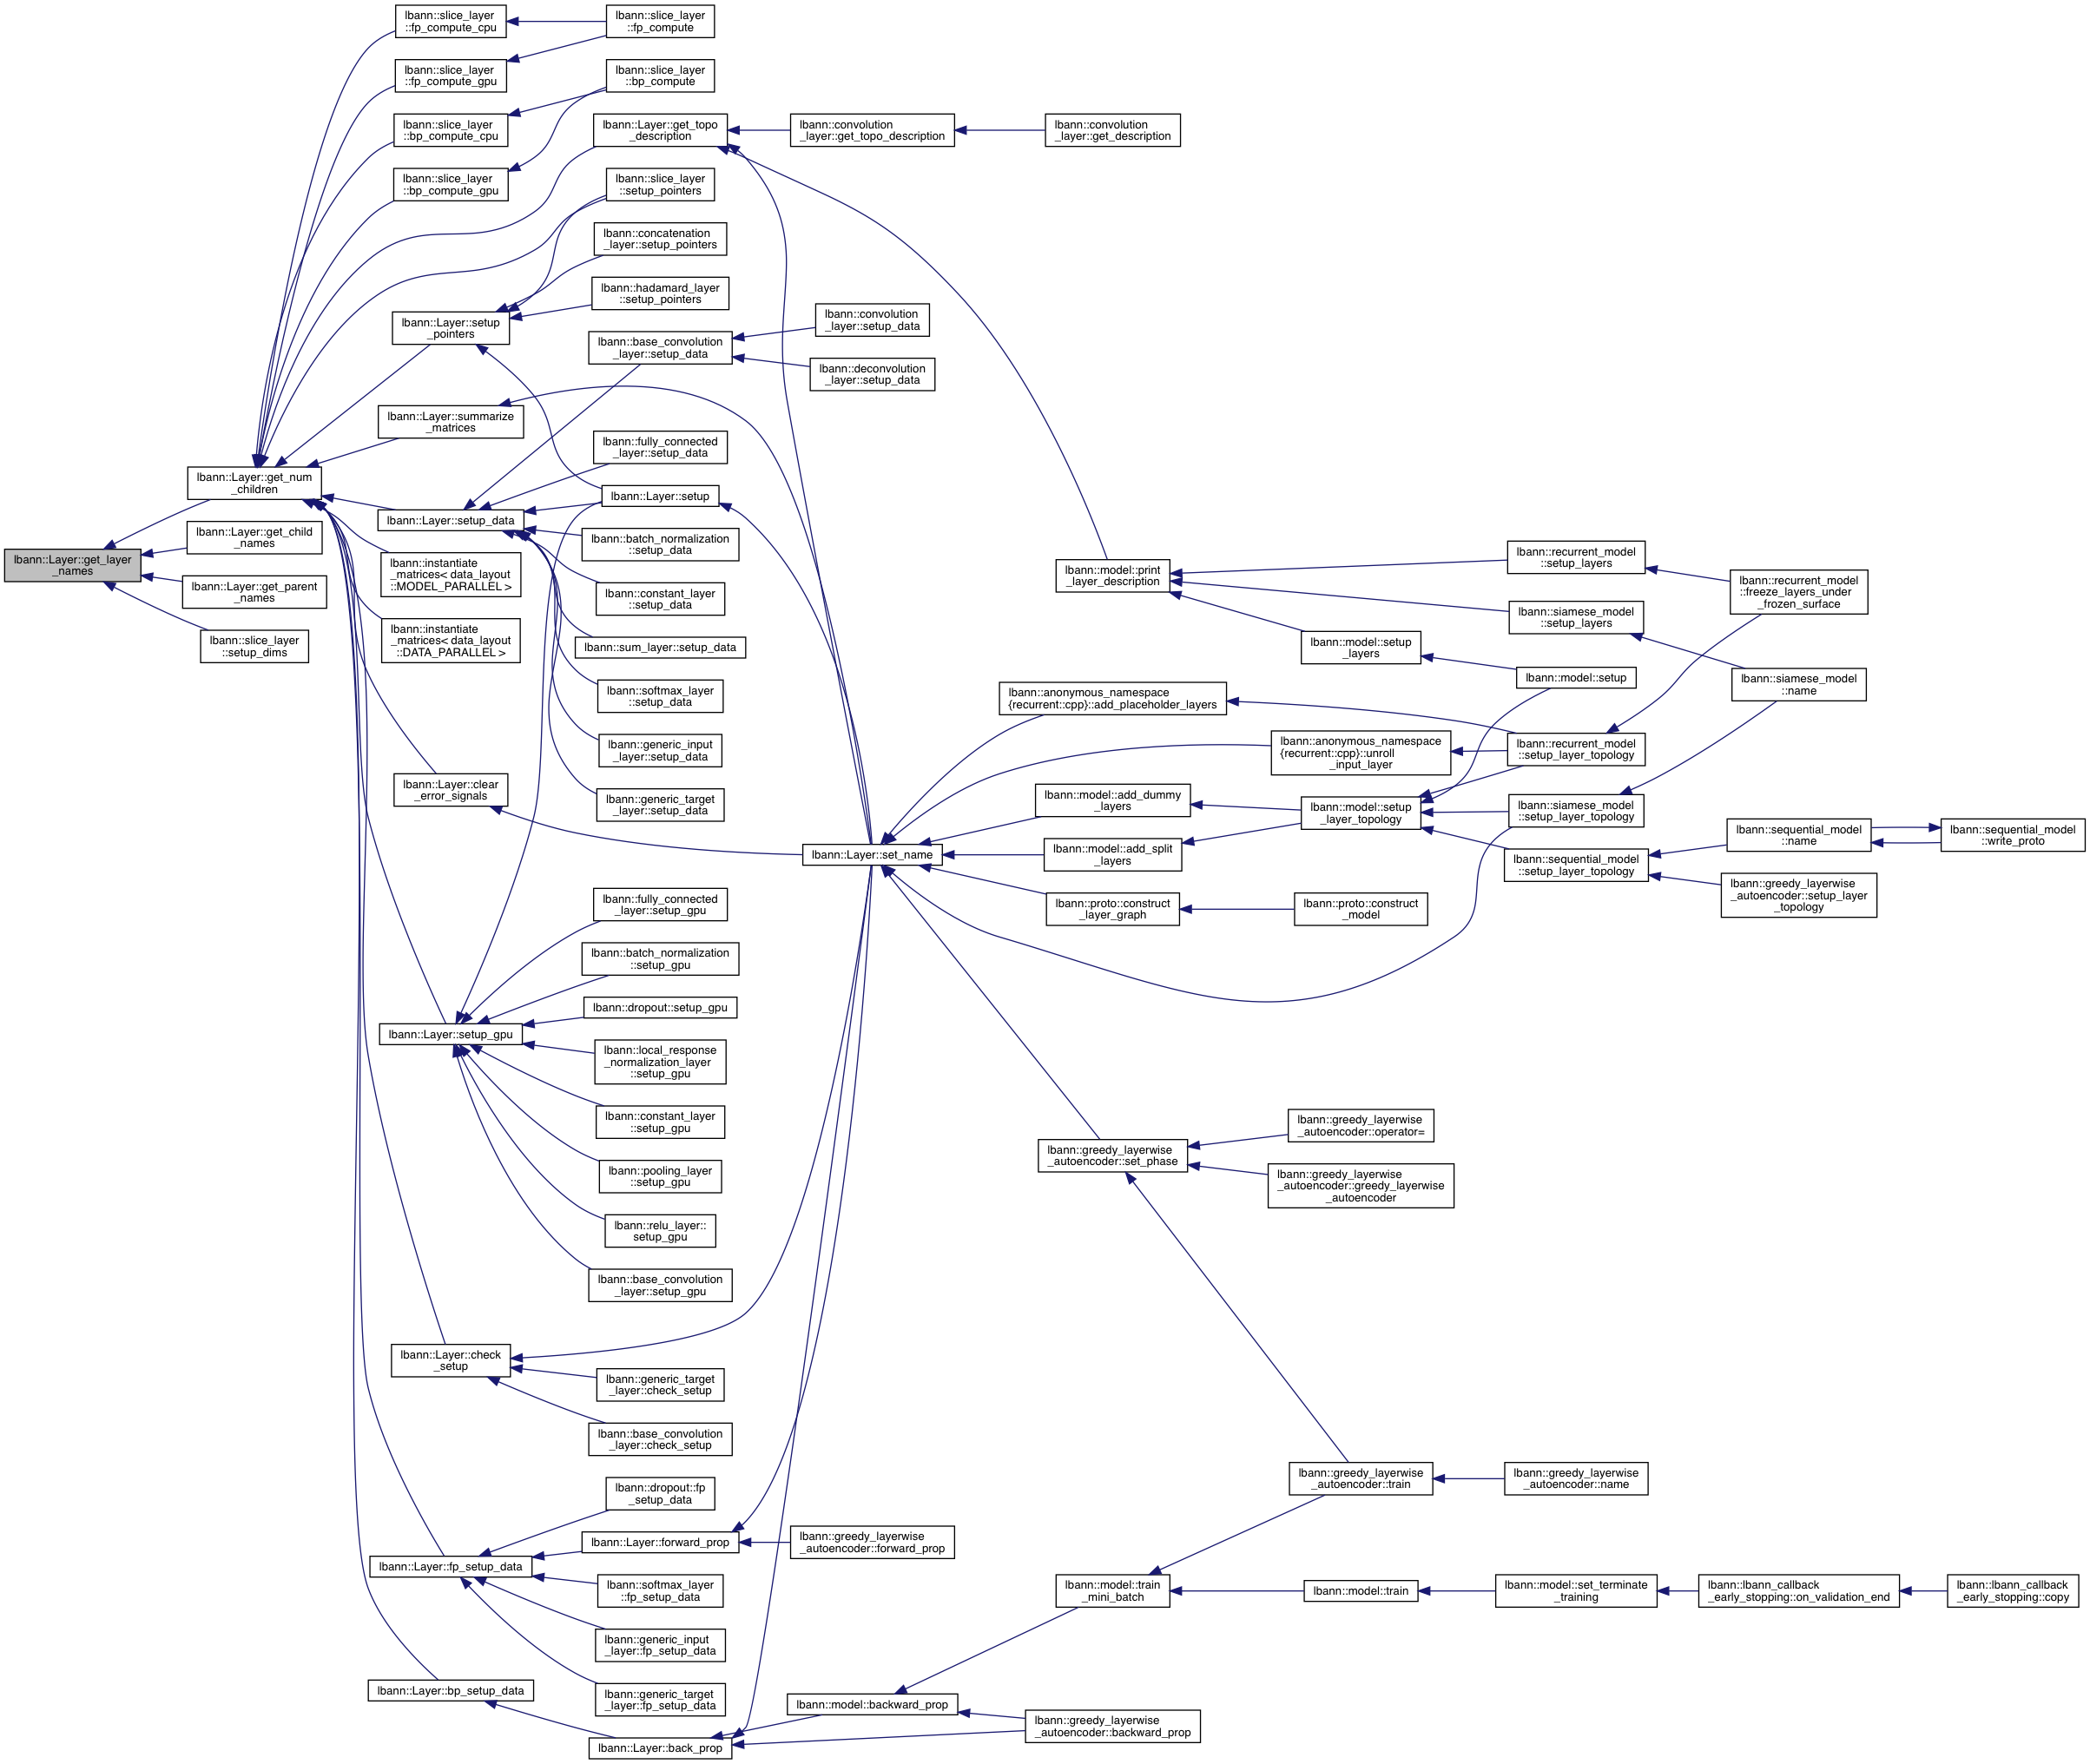 lbann::Layer::get_layer
_names
lbann::Layer::get_num
_children
lbann::Layer::get_child
_names
lbann::Layer::get_parent
_names
lbann::slice_layer
::setup_dims
lbann::slice_layer
::fp_compute_cpu
lbann::slice_layer
::fp_compute_gpu
lbann::slice_layer
::bp_compute_cpu
lbann::slice_layer
::bp_compute_gpu
lbann::Layer::setup
_pointers
lbann::Layer::summarize
_matrices
lbann::Layer::setup_data
lbann::instantiate
_matrices< data_layout
::MODEL_PARALLEL >
lbann::instantiate
_matrices< data_layout
::DATA_PARALLEL >
lbann::Layer::clear
_error_signals
lbann::Layer::setup_gpu
lbann::Layer::check
_setup
lbann::Layer::fp_setup_data
lbann::Layer::bp_setup_data
lbann::slice_layer
::fp_compute
lbann::slice_layer
::bp_compute
lbann::Layer::get_topo
_description
lbann::slice_layer
::setup_pointers
lbann::concatenation
_layer::setup_pointers
lbann::hadamard_layer
::setup_pointers
lbann::base_convolution
_layer::setup_data
lbann::fully_connected
_layer::setup_data
lbann::Layer::setup
lbann::batch_normalization
::setup_data
lbann::constant_layer
::setup_data
lbann::sum_layer::setup_data
lbann::softmax_layer
::setup_data
lbann::generic_input
_layer::setup_data
lbann::generic_target
_layer::setup_data
lbann::fully_connected
_layer::setup_gpu
lbann::batch_normalization
::setup_gpu
lbann::dropout::setup_gpu
lbann::local_response
_normalization_layer
::setup_gpu
lbann::constant_layer
::setup_gpu
lbann::pooling_layer
::setup_gpu
lbann::relu_layer::
setup_gpu
lbann::base_convolution
_layer::setup_gpu
lbann::generic_target
_layer::check_setup
lbann::base_convolution
_layer::check_setup
lbann::dropout::fp
_setup_data
lbann::Layer::forward_prop
lbann::softmax_layer
::fp_setup_data
lbann::generic_input
_layer::fp_setup_data
lbann::generic_target
_layer::fp_setup_data
lbann::Layer::back_prop
lbann::convolution
_layer::get_topo_description
lbann::convolution
_layer::setup_data
lbann::deconvolution
_layer::setup_data
lbann::Layer::set_name
lbann::greedy_layerwise
_autoencoder::forward_prop
lbann::model::backward_prop
lbann::convolution
_layer::get_description
lbann::model::print
_layer_description
lbann::anonymous_namespace
{recurrent::cpp}::add_placeholder_layers
lbann::model::add_dummy
_layers
lbann::model::add_split
_layers
lbann::proto::construct
_layer_graph
lbann::greedy_layerwise
_autoencoder::set_phase
lbann::model::train
_mini_batch
lbann::greedy_layerwise
_autoencoder::backward_prop
lbann::model::setup
_layers
lbann::anonymous_namespace
{recurrent::cpp}::unroll
_input_layer
lbann::model::setup
_layer_topology
lbann::proto::construct
_model
lbann::greedy_layerwise
_autoencoder::operator=
lbann::greedy_layerwise
_autoencoder::greedy_layerwise
_autoencoder
lbann::greedy_layerwise
_autoencoder::train
lbann::model::train
lbann::recurrent_model
::setup_layers
lbann::siamese_model
::setup_layers
lbann::model::setup
lbann::recurrent_model
::setup_layer_topology
lbann::siamese_model
::setup_layer_topology
lbann::sequential_model
::setup_layer_topology
lbann::greedy_layerwise
_autoencoder::name
lbann::model::set_terminate
_training
lbann::recurrent_model
::freeze_layers_under
_frozen_surface
lbann::siamese_model
::name
lbann::sequential_model
::name
lbann::greedy_layerwise
_autoencoder::setup_layer
_topology
lbann::lbann_callback
_early_stopping::on_validation_end
lbann::sequential_model
::write_proto
lbann::lbann_callback
_early_stopping::copy